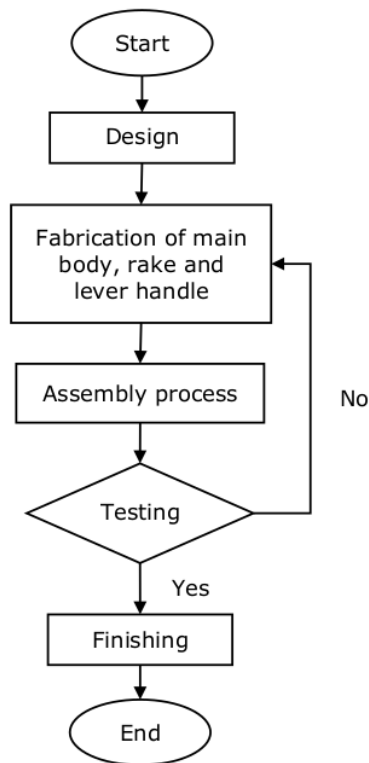 Start
Design
Fabrication of main
body, rake and
lever handle
Assembly process
No
Testing
Yes
Finishing
End